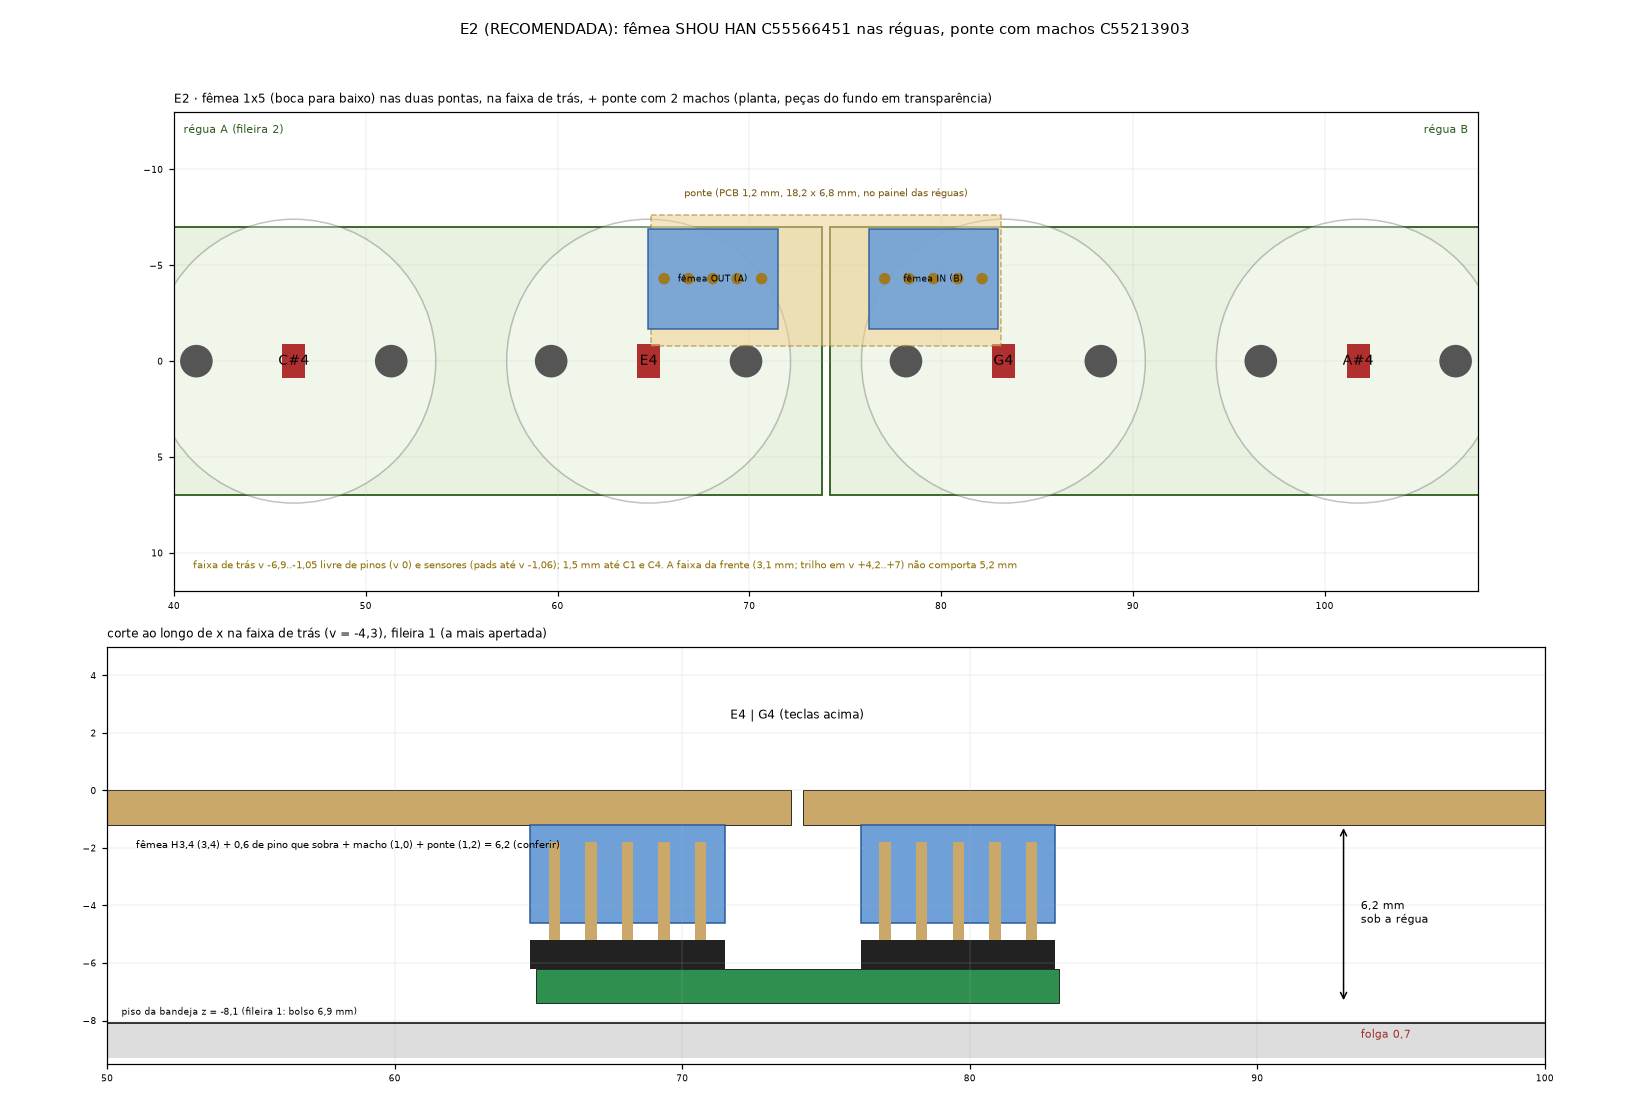 E2 (RECOMENDADA): fêmea SHOU HAN C55566451 nas réguas, ponte com machos C55213903
E2 · fêmea 1x5 (boca para baixo) nas duas pontas, na faixa de trás, + ponte com 2 machos (planta, peças do fundo em transparência)
régua A (fileira 2)
régua B
ponte (PCB 1,2 mm, 18,2 x 6,8 mm, no painel das réguas)
fêmea OUT (A)
fêmea IN (B)
C#4
E4
G4
A#4
−10
−5
0
5
10
faixa de trás v -6,9..-1,05 livre de pinos (v 0) e sensores (pads até v -1,06); 1,5 mm até C1 e C4. A faixa da frente (3,1 mm; trilho em v +4,2..+7) não comporta 5,2 mm
40
50
60
70
80
90
100
corte ao longo de x na faixa de trás (v = -4,3), fileira 1 (a mais apertada)
4
2
0
−2
−4
−6
−8
E4 | G4 (teclas acima)
fêmea H3,4 (3,4) + 0,6 de pino que sobra + macho (1,0) + ponte (1,2) = 6,2 (conferir)
6,2 mm
sob a régua
piso da bandeja z = -8,1 (fileira 1: bolso 6,9 mm)
folga 0,7
50
60
70
80
90
100